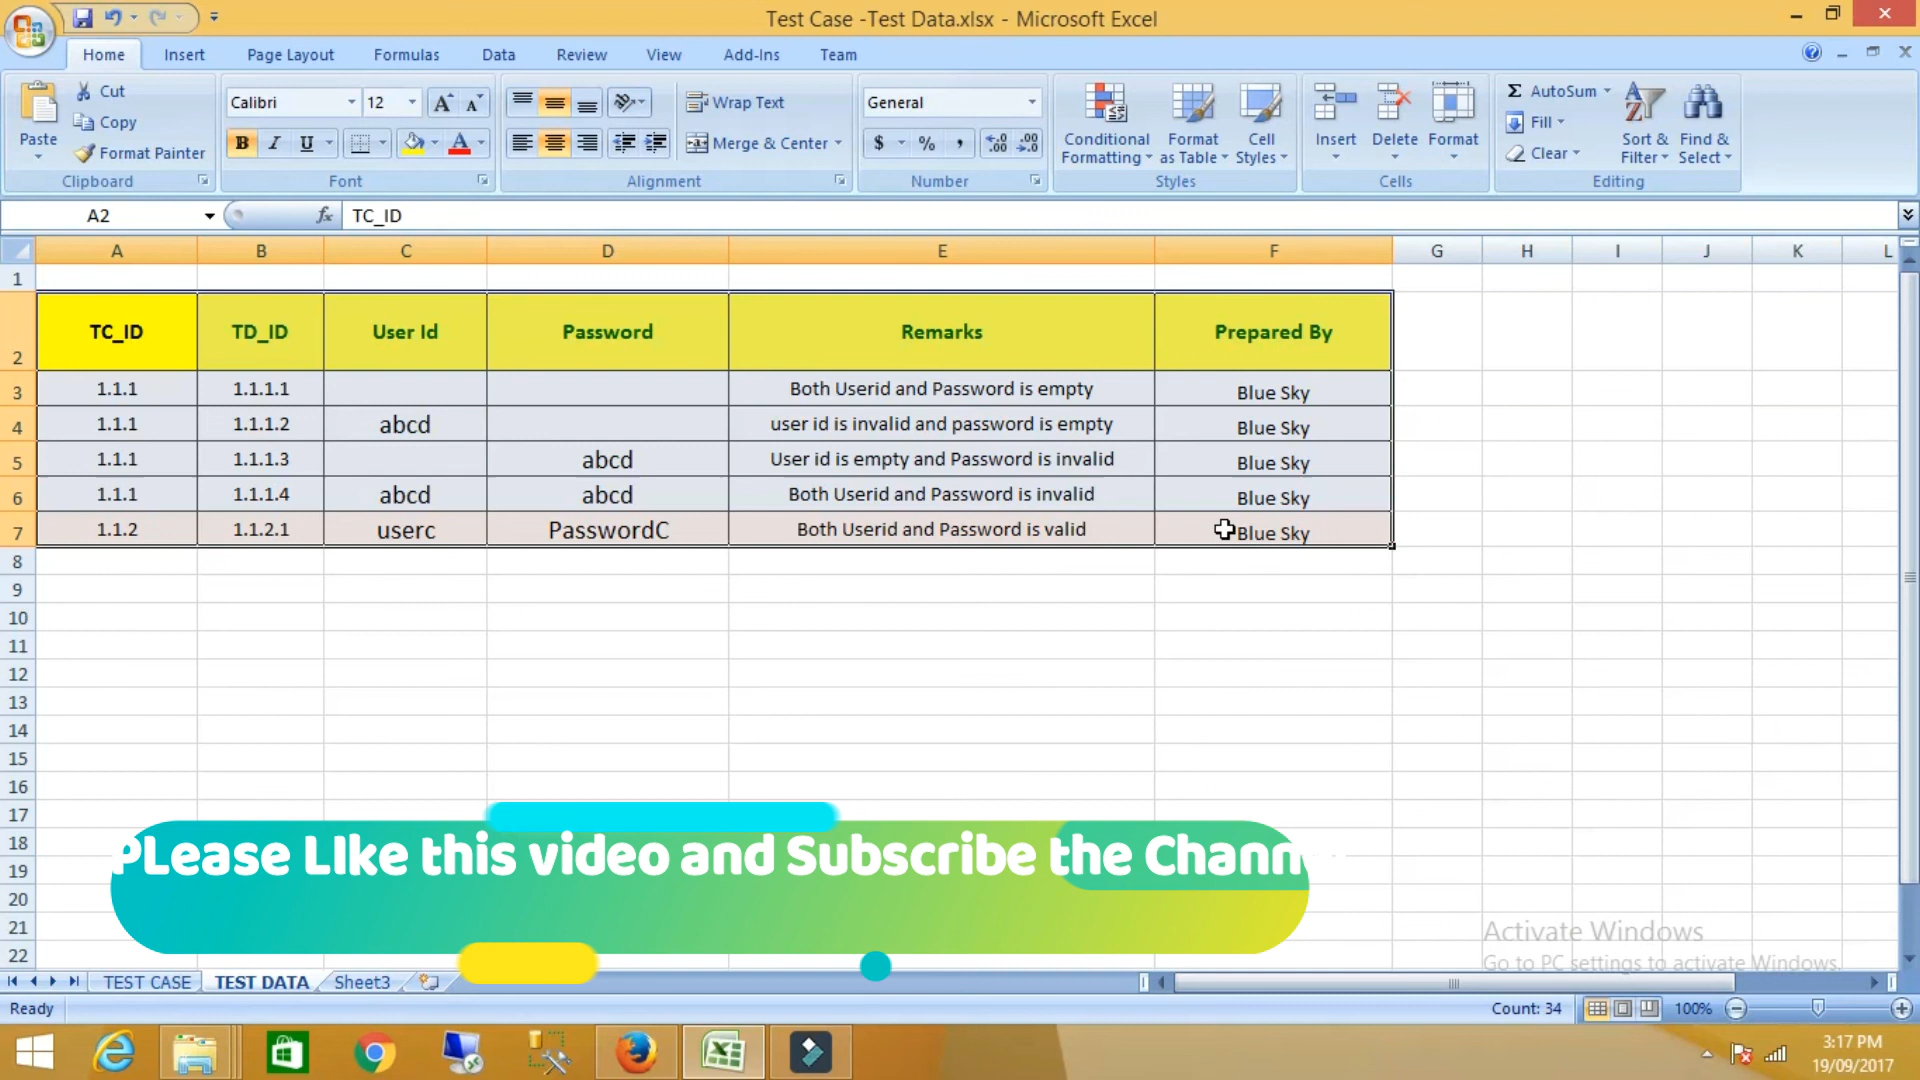 Test Case -Test Data.xlsx - Microsoft Excel
Home Insert Page Layout Formulas Data Review View Add-Ins Team
Paste
Cut
Copy
Format Painter
Clipboard
Calibri 12
B I U
Font
Wrap Text
Merge & Center
Alignment
General
$ % ,
Number
Conditional Formatting
Format as Table
Cell Styles
Styles
Insert Delete Format
Cells
Σ AutoSum
Fill
Clear
Sort & Filter
Find & Select
Editing
A2 fx TC_ID
A B C D E F G H I J K L
1
2 TC_ID TD_ID User Id Password Remarks Prepared By
3 1.1.1 1.1.1.1 Both Userid and Password is empty Blue Sky
4 1.1.1 1.1.1.2 abcd user id is invalid and password is empty Blue Sky
5 1.1.1 1.1.1.3 abcd User id is empty and Password is invalid Blue Sky
6 1.1.1 1.1.1.4 abcd abcd Both Userid and Password is invalid Blue Sky
7 1.1.2 1.1.2.1 userc PasswordC Both Userid and Password is valid Blue Sky
8
9
10
11
12
13
14
15
16
17
18
19
20
21
22
PLease LIke this video and Subscribe the Chann
Activate Windows
Go to PC settings to activate Windows.
TEST CASE TEST DATA Sheet3
Ready Count: 34 100%
3:17 PM
19/09/2017